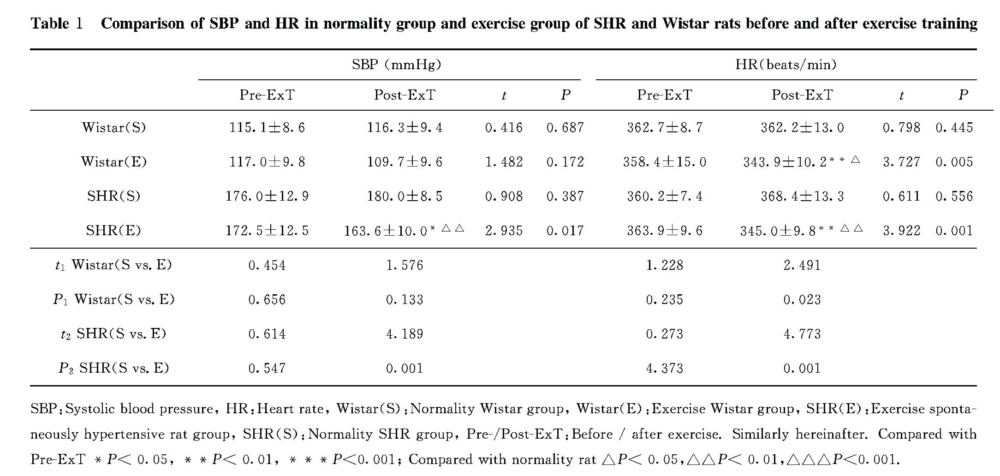 Table 1 Comparison of SBP and HR in normality group and exercise group of SHR and Wistar rats before and after exercise training
SBP (mmHg) HR(beats/min)
Pre-ExT Post-ExT t P Pre-ExT Post-ExT t P
Wistar(S) 115.1±8.6 116.3±9.4 0.416 0.687 362.7±8.7 362.2±13.0 0.798 0.445
Wistar(E) 117.0±9.8 109.7±9.6 1.482 0.172 358.4±15.0 343.9±10.2**△ 3.727 0.005
SHR(S) 176.0±12.9 180.0±8.5 0.908 0.387 360.2±7.4 368.4±13.3 0.611 0.556
SHR(E) 172.5±12.5 163.6±10.0*△△ 2.935 0.017 363.9±9.6 345.0±9.8**△△ 3.922 0.001
t1 Wistar(S vs. E) 0.454 1.576 1.228 2.491
P1 Wistar(S vs. E) 0.656 0.133 0.235 0.023
t2 SHR(S vs. E) 0.614 4.189 0.273 4.773
P2 SHR(S vs. E) 0.547 0.001 4.373 0.001
SBP:Systolic blood pressure, HR:Heart rate, Wistar(S):Normality Wistar group, Wistar(E):Exercise Wistar group, SHR(E):Exercise sponta-
neously hypertensive rat group, SHR(S):Normality SHR group, Pre-/Post-ExT:Before / after exercise. Similarly hereinafter. Compared with
Pre-ExT *P< 0.05, **P< 0.01, ***P<0.001; Compared with normality rat △P< 0.05,△△P< 0.01,△△△P<0.001.